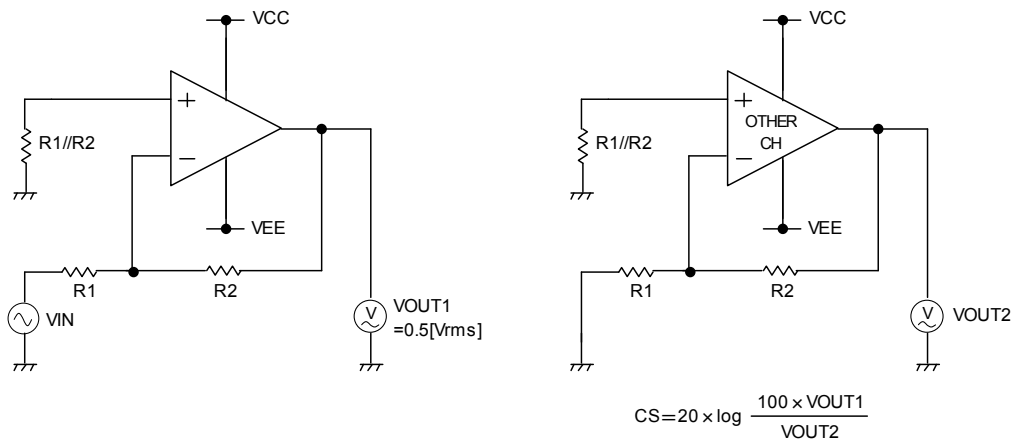 VCC
+
R1//R2
−
VEE
R1
R2
VIN
V
VOUT1
=0.5[Vrms]
VCC
+
OTHER
CH
R1//R2
−
VEE
R1
R2
V
VOUT2
CS=20×log 100×VOUT1
VOUT2